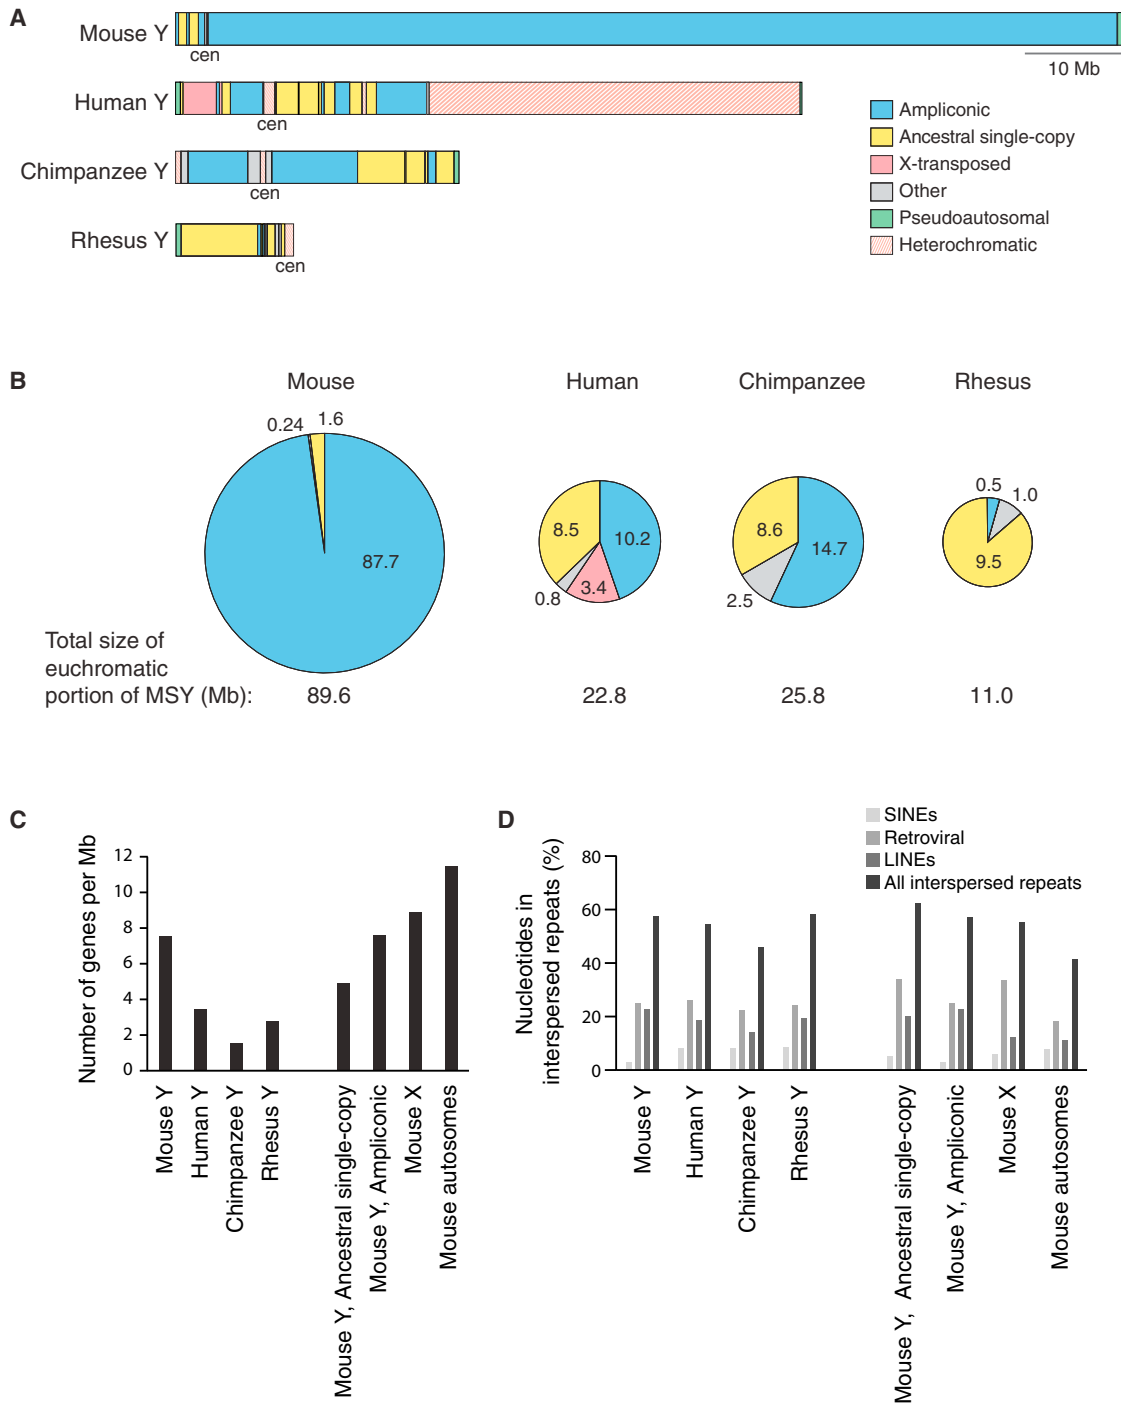 A
Mouse Y
cen
10 Mb
Human Y
cen
Chimpanzee Y
cen
Rhesus Y
cen
Ampliconic
Ancestral single-copy
X-transposed
Other
Pseudoautosomal
Heterochromatic
B
Mouse
Human
Chimpanzee
Rhesus
0.24
1.6
87.7
8.5
10.2
0.8
3.4
8.6
14.7
2.5
0.5
1.0
9.5
Total size of
euchromatic
portion of MSY (Mb):
89.6
22.8
25.8
11.0
C
Number of genes per Mb
12
10
8
6
4
2
0
Mouse Y
Human Y
Chimpanzee Y
Rhesus Y
Mouse Y, Ancestral single-copy
Mouse Y, Ampliconic
Mouse X
Mouse autosomes
D
SINEs
Retroviral
LINEs
All interspersed repeats
Nucleotides in
interspersed repeats (%)
80
60
40
20
0
Mouse Y
Human Y
Chimpanzee Y
Rhesus Y
Mouse Y, Ancestral single-copy
Mouse Y, Ampliconic
Mouse X
Mouse autosomes